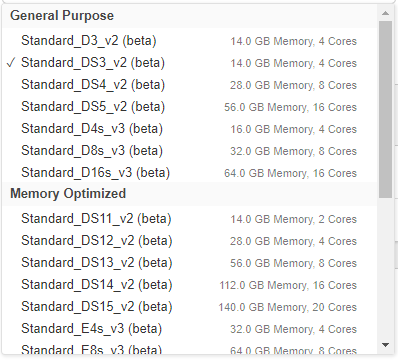 General Purpose
Standard_D3_v2 (beta) 14.0 GB Memory, 4 Cores
✓ Standard_DS3_v2 (beta) 14.0 GB Memory, 4 Cores
Standard_DS4_v2 (beta) 28.0 GB Memory, 8 Cores
Standard_DS5_v2 (beta) 56.0 GB Memory, 16 Cores
Standard_D4s_v3 (beta) 16.0 GB Memory, 4 Cores
Standard_D8s_v3 (beta) 32.0 GB Memory, 8 Cores
Standard_D16s_v3 (beta) 64.0 GB Memory, 16 Cores
Memory Optimized
Standard_DS11_v2 (beta) 14.0 GB Memory, 2 Cores
Standard_DS12_v2 (beta) 28.0 GB Memory, 4 Cores
Standard_DS13_v2 (beta) 56.0 GB Memory, 8 Cores
Standard_DS14_v2 (beta) 112.0 GB Memory, 16 Cores
Standard_DS15_v2 (beta) 140.0 GB Memory, 20 Cores
Standard_E4s_v3 (beta) 32.0 GB Memory, 4 Cores
Standard_E8s_v3 (beta) 64.0 GB Memory, 8 Cores